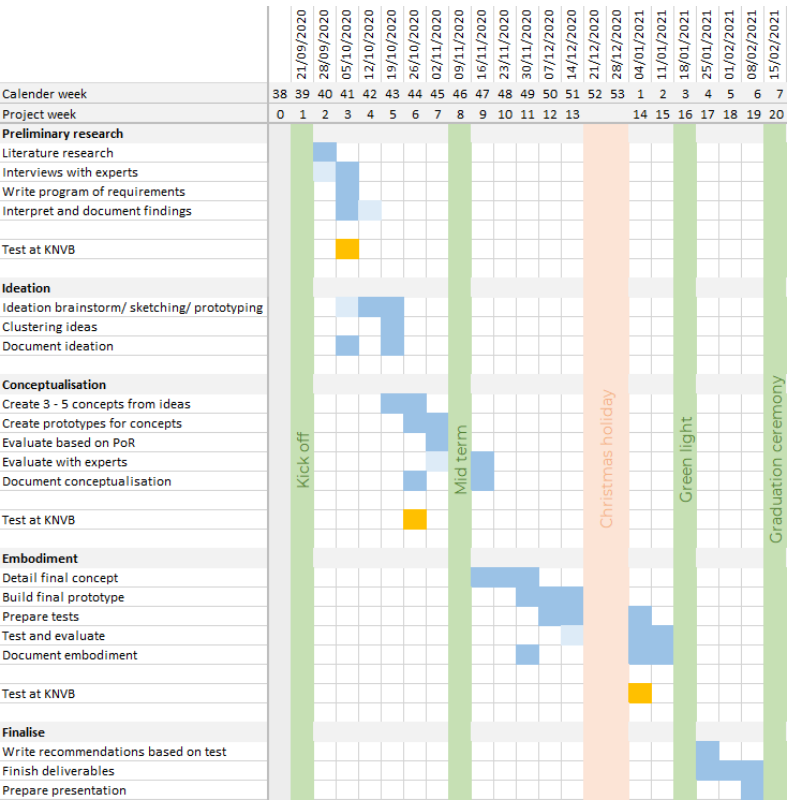 21/09/2020 28/09/2020 05/10/2020 12/10/2020 19/10/2020 26/10/2020 02/11/2020 09/11/2020 16/11/2020 23/11/2020 30/11/2020 07/12/2020 14/12/2020 21/12/2020 28/12/2020 04/01/2021 11/01/2021 18/01/2021 25/01/2021 01/02/2021 08/02/2021 15/02/2021
Calender week 38 39 40 41 42 43 44 45 46 47 48 49 50 51 52 53 1 2 3 4 5 6 7
Project week 0 1 2 3 4 5 6 7 8 9 10 11 12 13 14 15 16 17 18 19 20
Preliminary research
Literature research
Interviews with experts
Write program of requirements
Interpret and document findings
Test at KNVB
Ideation
Ideation brainstorm/ sketching/ prototyping
Clustering ideas
Document ideation
Conceptualisation
Create 3 - 5 concepts from ideas
Create prototypes for concepts
Evaluate based on PoR
Evaluate with experts
Document conceptualisation
Test at KNVB
Embodiment
Detail final concept
Build final prototype
Prepare tests
Test and evaluate
Document embodiment
Test at KNVB
Finalise
Write recommendations based on test
Finish deliverables
Prepare presentation
Kick off
Mid term
Christmas holiday
Green light
Graduation ceremony